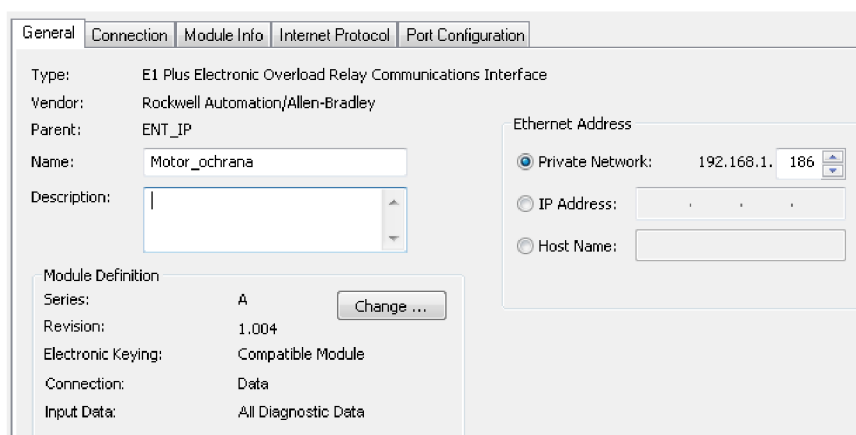 General Connection Module Info Internet Protocol Port Configuration
Type: E1 Plus Electronic Overload Relay Communications Interface
Vendor: Rockwell Automation/Allen-Bradley
Parent: ENT_IP
Name: Motor_ochrana
Description:
Ethernet Address
Private Network: 192.168.1. 186
IP Address: . . .
Host Name:
Module Definition
Series: A Change ...
Revision: 1.004
Electronic Keying: Compatible Module
Connection: Data
Input Data: All Diagnostic Data